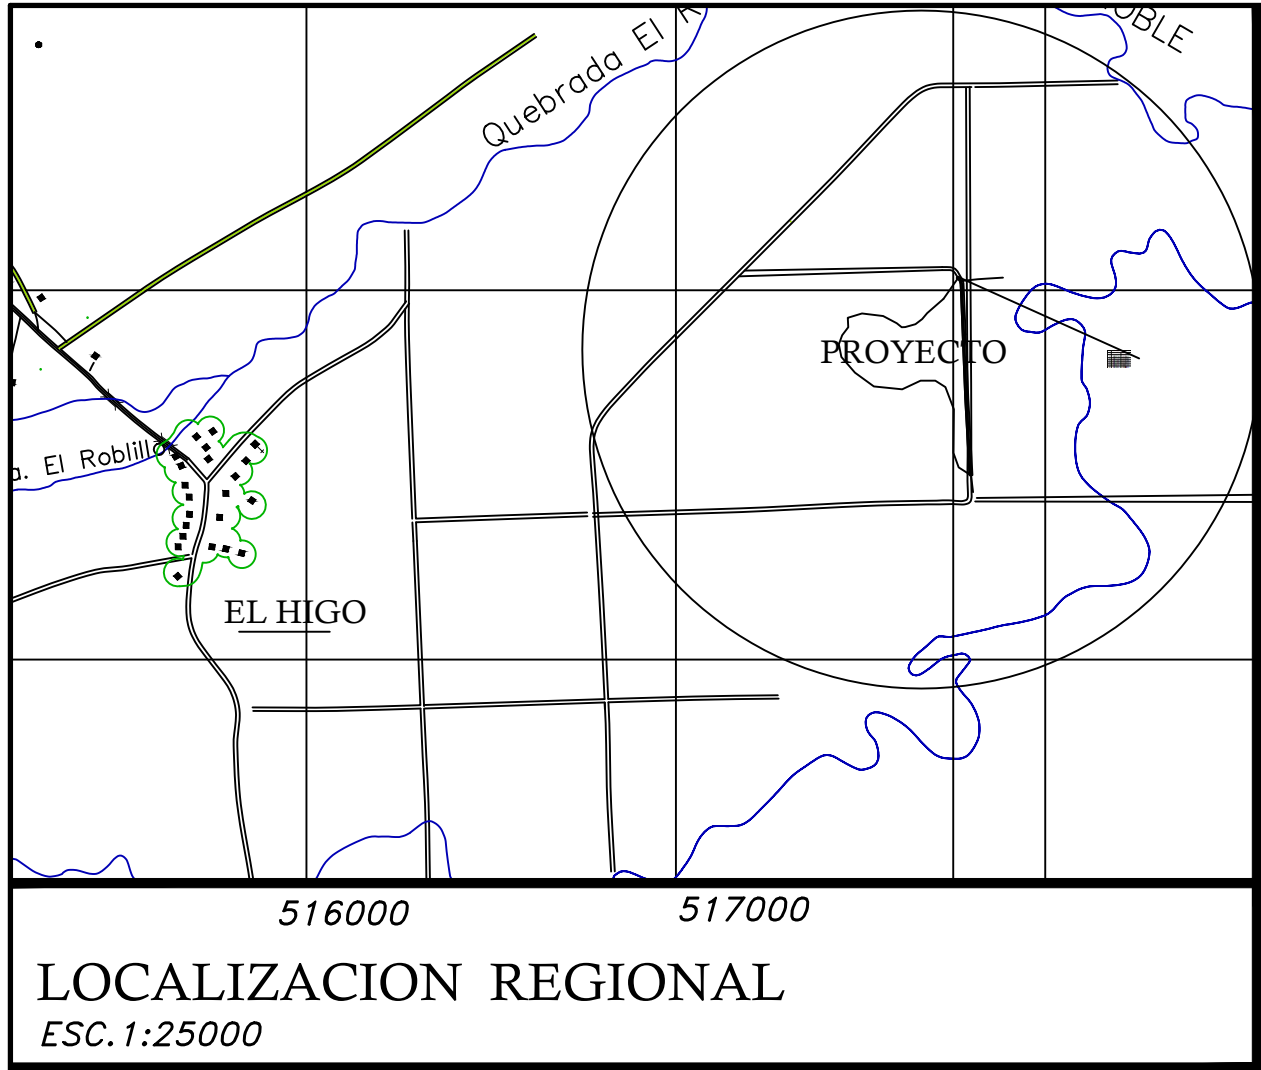 Quebrada El
OBLE
PROYECTO
a. El Roblillo
EL HIGO
516000
517000
LOCALIZACION REGIONAL
ESC. 1:25000